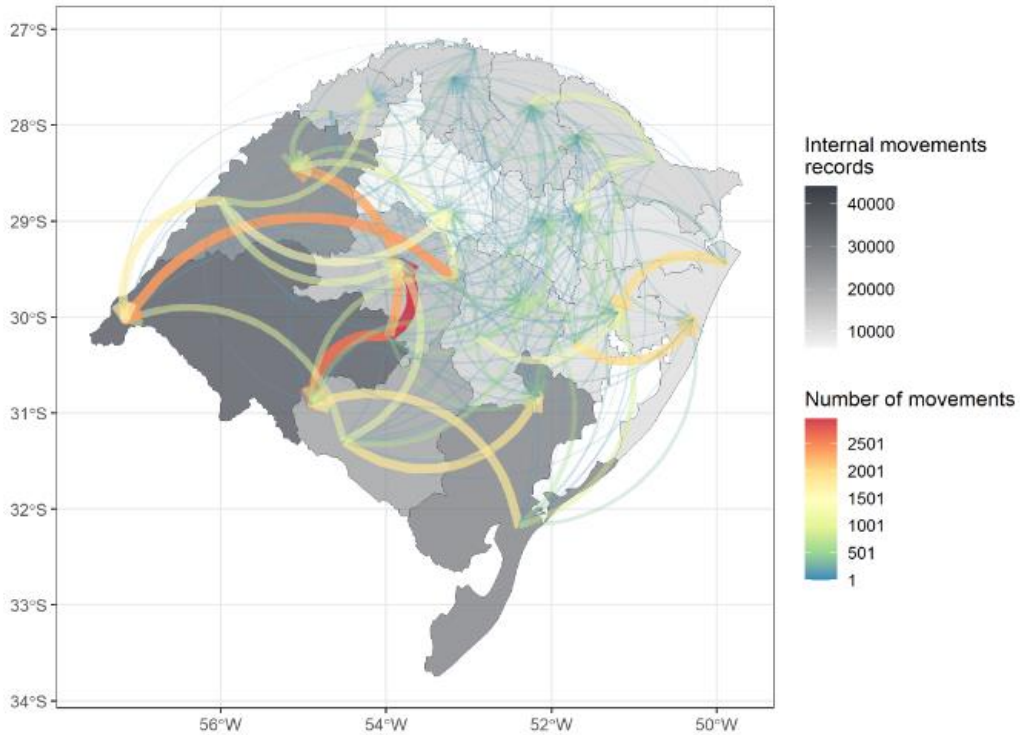 27°S
28°S
29°S
30°S
31°S
32°S
33°S
34°S
56°W
54°W
52°W
50°W
Internal movements
records
40000
30000
20000
10000
Number of movements
2501
2001
1501
1001
501
1